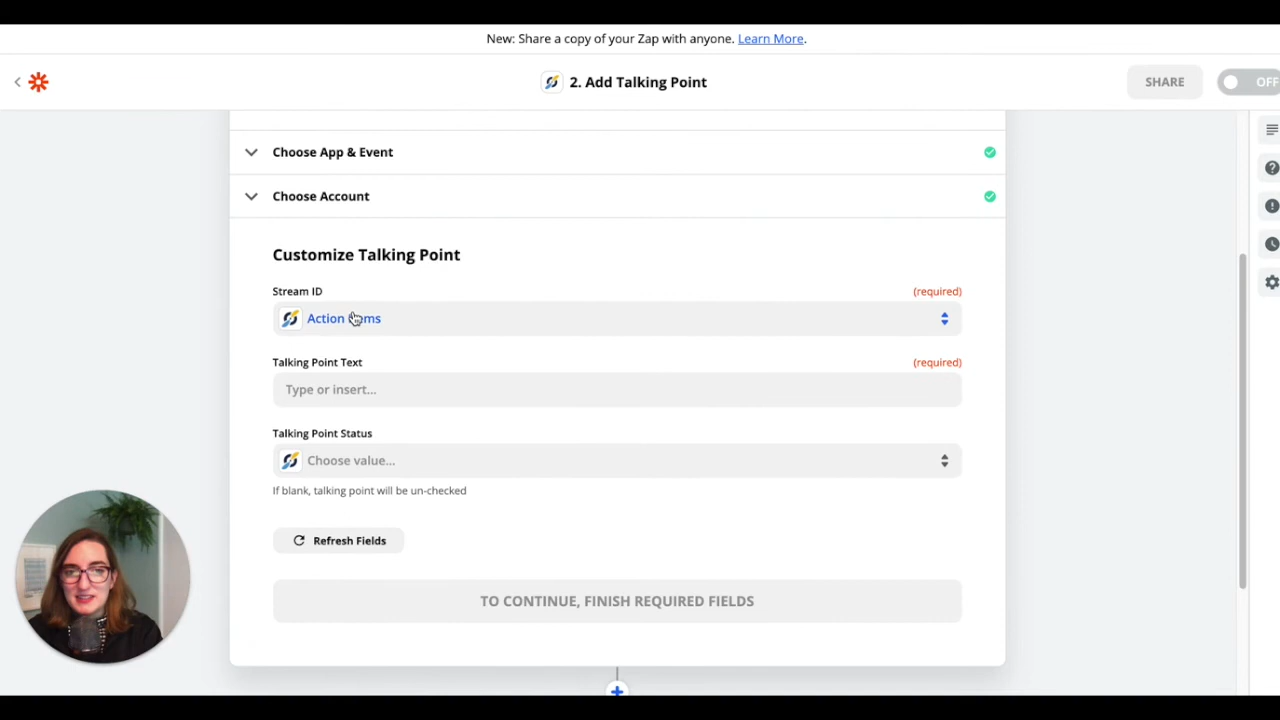 New: Share a copy of your Zap with anyone. Learn More.
2. Add Talking Point
SHARE
OFF
Choose App & Event
Choose Account
Customize Talking Point
Stream ID
(required)
Action Items
Talking Point Text
(required)
Type or insert...
Talking Point Status
Choose value...
If blank, talking point will be un-checked
Refresh Fields
TO CONTINUE, FINISH REQUIRED FIELDS